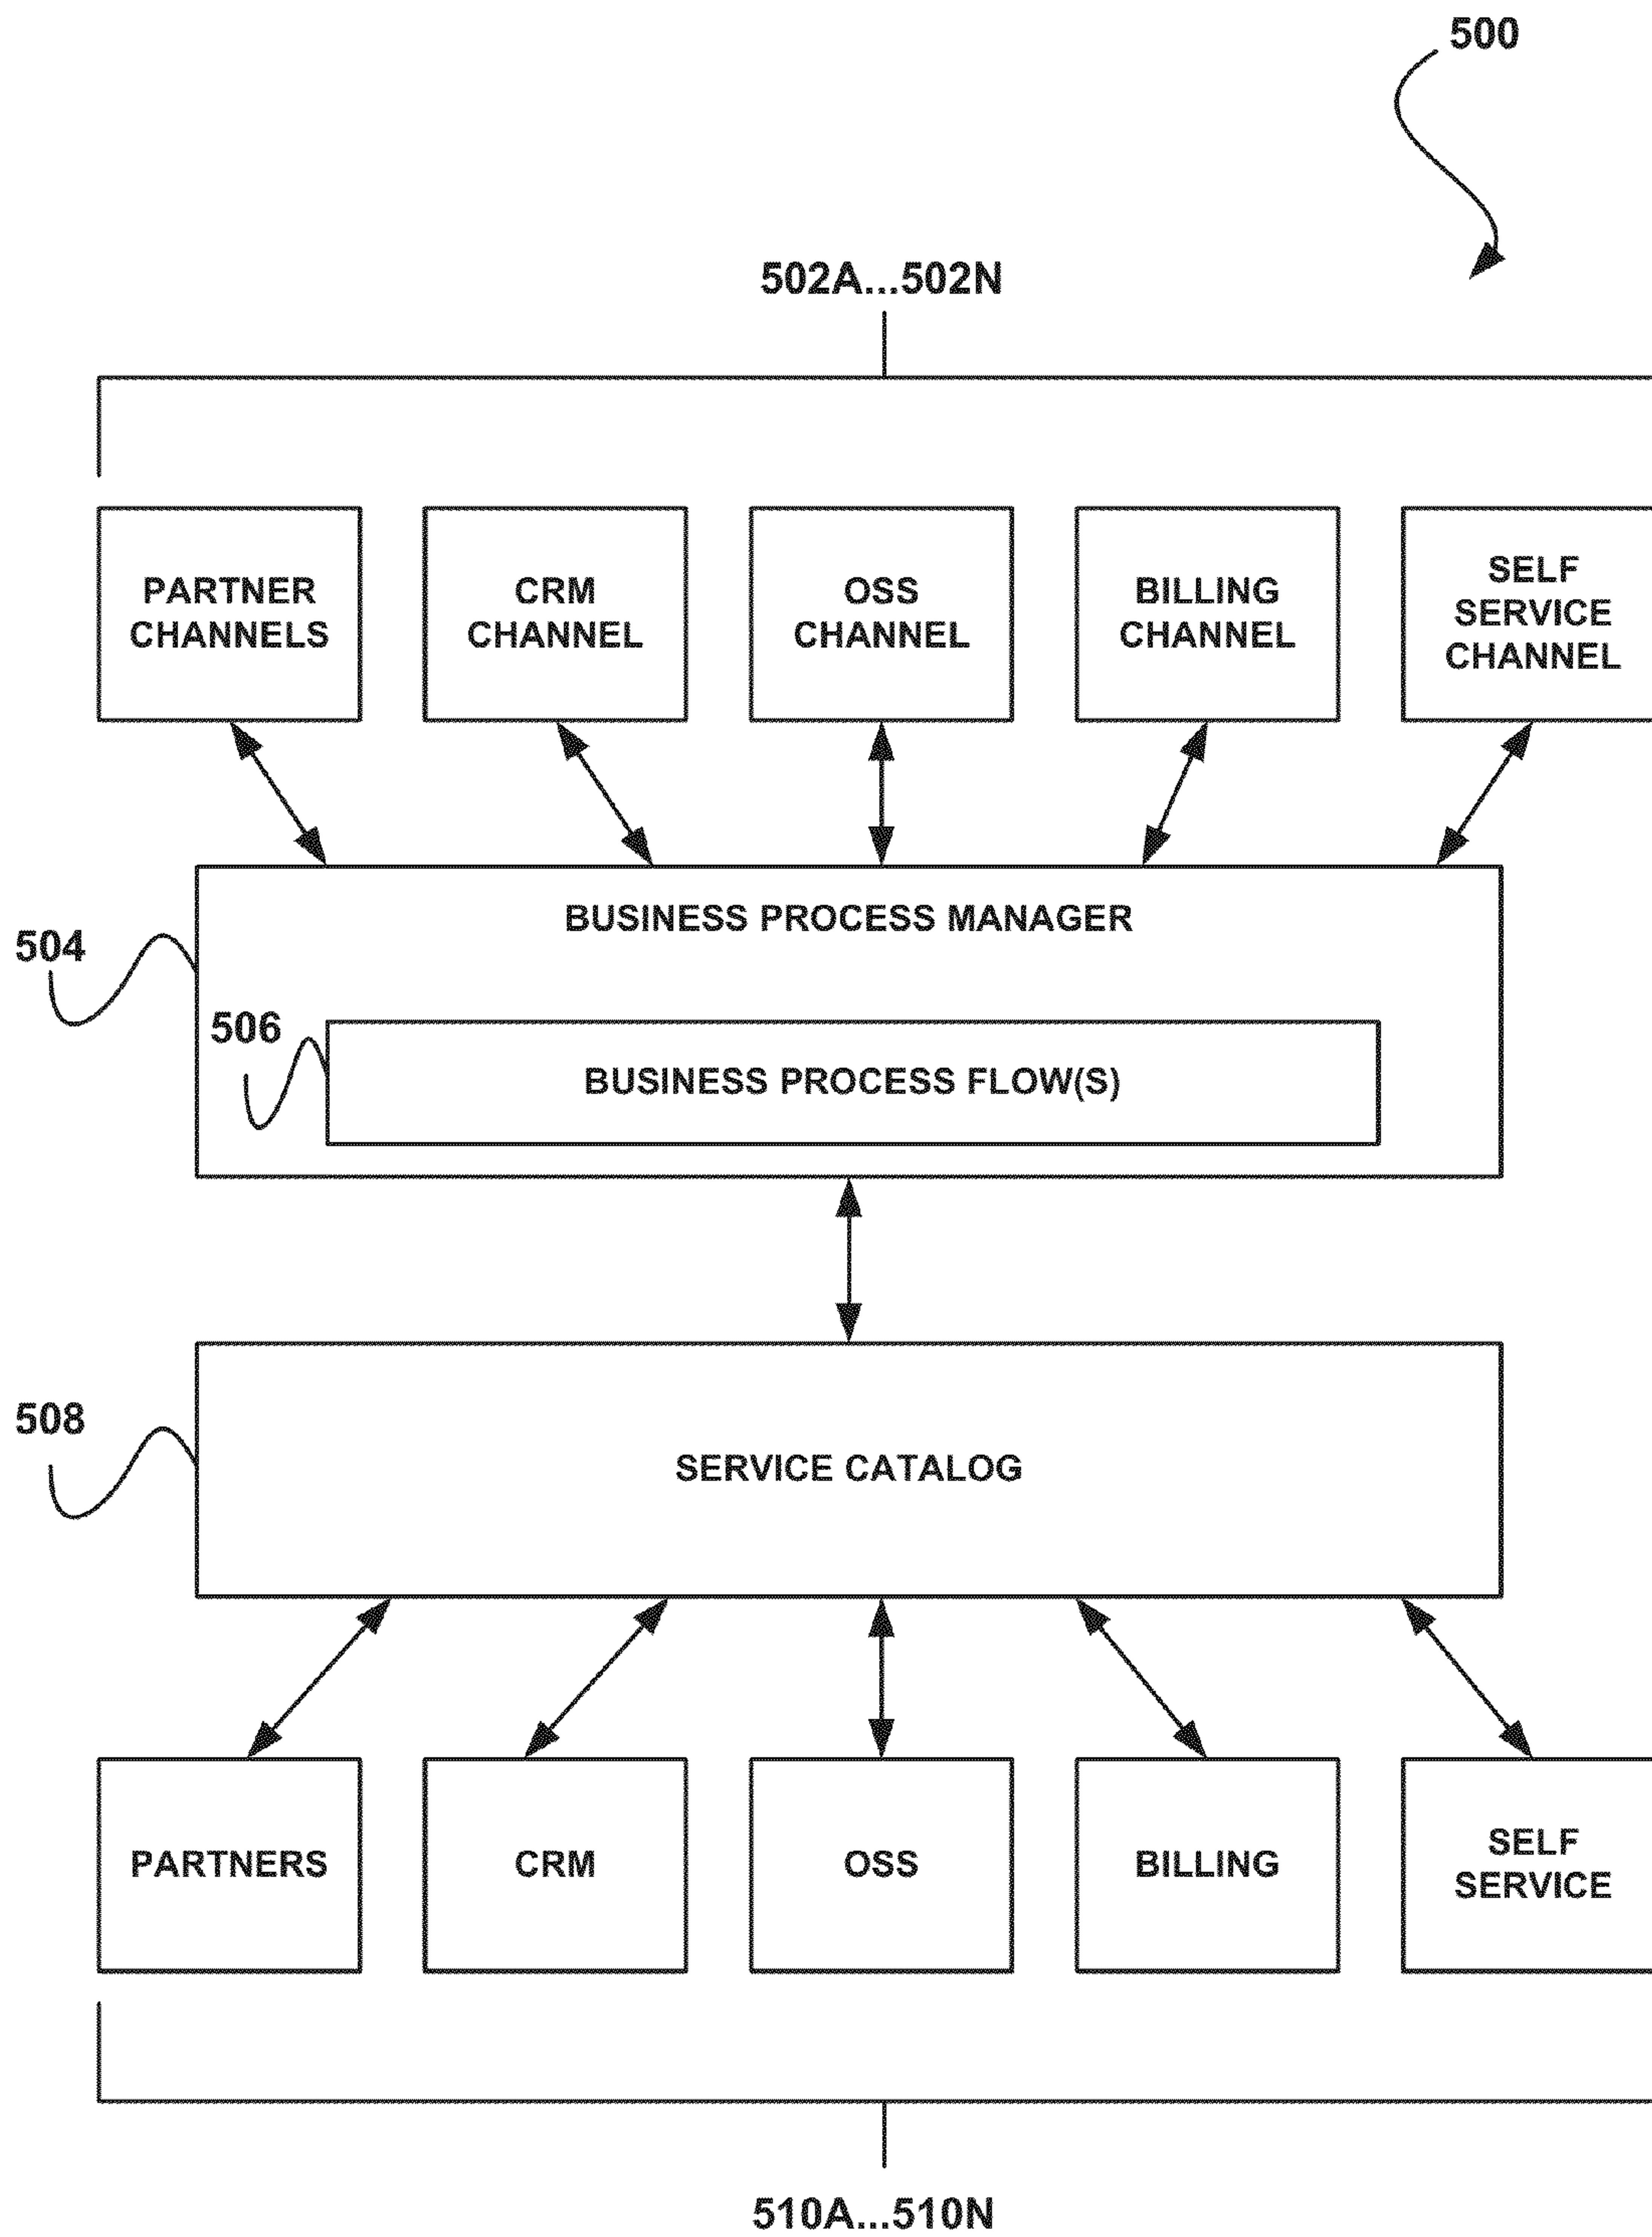 500
502A...502N
PARTNER
CHANNELS
CRM
CHANNEL
OSS
CHANNEL
BILLING
CHANNEL
SELF
SERVICE
CHANNEL
BUSINESS PROCESS MANAGER
504
506
BUSINESS PROCESS FLOW(S)
508
SERVICE CATALOG
PARTNERS
CRM
OSS
BILLING
SELF
SERVICE
510A...510N